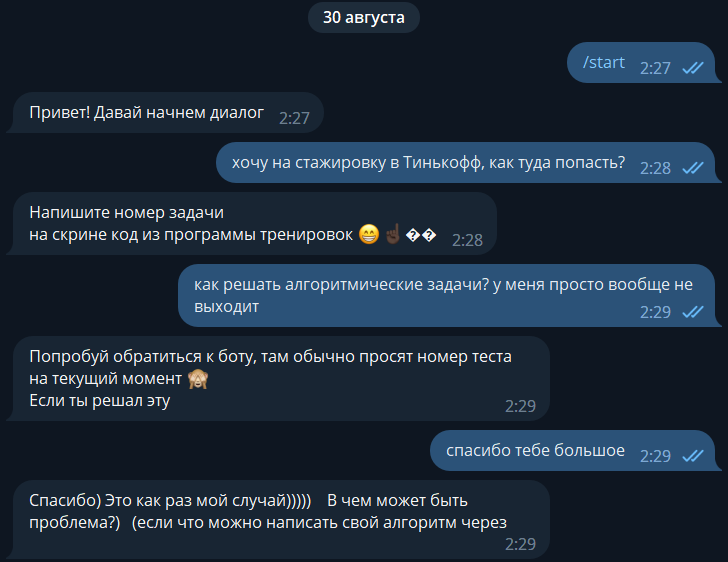 30 августа
/start 2:27
Привет! Давай начнем диалог 2:27
хочу на стажировку в Тинькофф, как туда попасть? 2:28
Напишите номер задачи
на скрине код из программы тренировок 😁☝🏿�� 2:28
как решать алгоритмические задачи? у меня просто вообще не
выходит 2:29
Попробуй обратиться к боту, там обычно просят номер теста
на текущий момент 🙈
Если ты решал эту 2:29
спасибо тебе большое 2:29
Спасибо) Это как раз мой случай))))) В чем может быть
проблема?) (если что можно написать свой алгоритм через
2:29